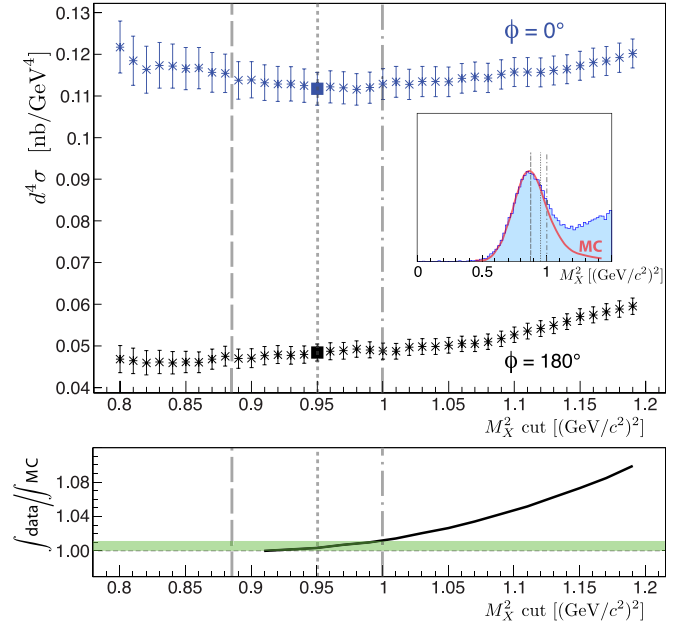 0.13
0.12
0.11
0.1
0.09
0.08
0.07
0.06
0.05
0.04
d⁴σ [nb/GeV⁴]
ϕ = 0°
MC
0 0.5 1
M_X² [(GeV/c²)²]
ϕ = 180°
0.8 0.85 0.9 0.95 1 1.05 1.1 1.15 1.2
M_X² cut [(GeV/c²)²]
∫data/∫MC
1.08
1.04
1.00
0.8 0.85 0.9 0.95 1 1.05 1.1 1.15 1.2
M_X² cut [(GeV/c²)²]